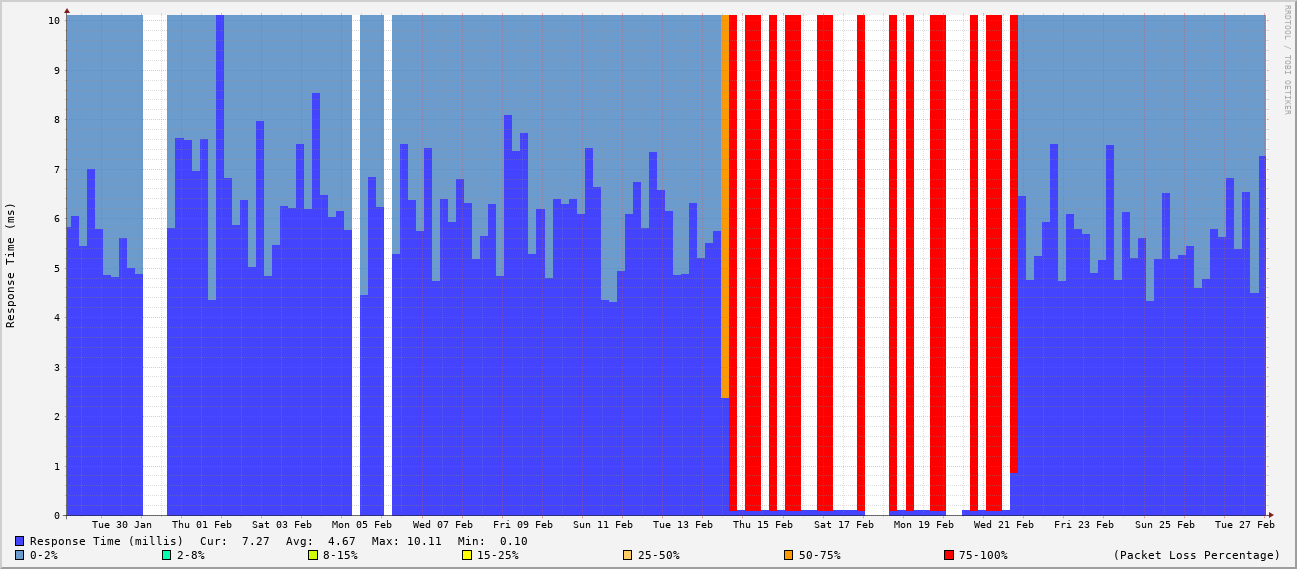 RRDTOOL / TOBI OETIKER
Response Time (ms)
10
9
8
7
6
5
4
3
2
1
0
Tue 30 Jan Thu 01 Feb Sat 03 Feb Mon 05 Feb Wed 07 Feb Fri 09 Feb Sun 11 Feb Tue 13 Feb Thu 15 Feb Sat 17 Feb Mon 19 Feb Wed 21 Feb Fri 23 Feb Sun 25 Feb Tue 27 Feb
Response Time (millis) Cur: 7.27 Avg: 4.67 Max: 10.11 Min: 0.10
0-2% 2-8% 8-15% 15-25% 25-50% 50-75% 75-100% (Packet Loss Percentage)